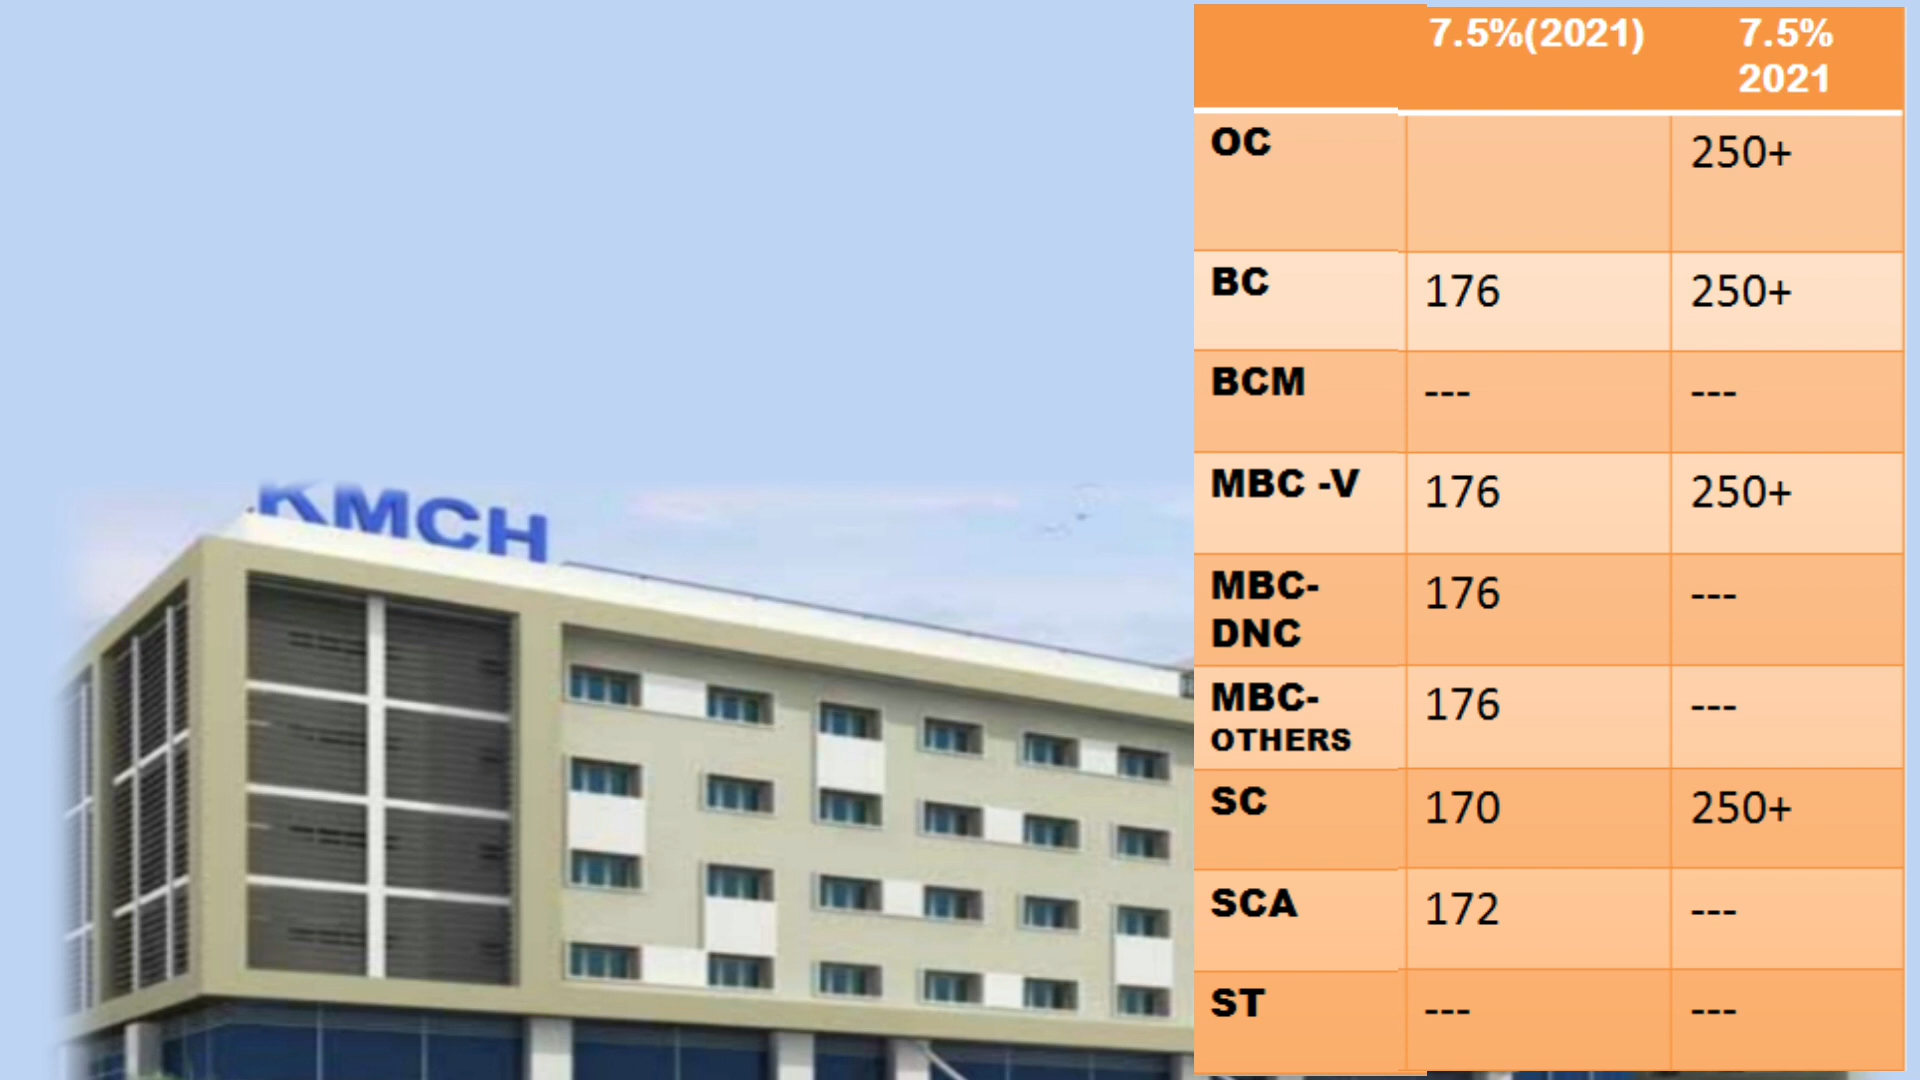 KMCH
7.5%(2021) 7.5%
2021
OC 250+
BC 176 250+
BCM --- ---
MBC -V 176 250+
MBC- 176 ---
DNC
MBC- 176 ---
OTHERS
SC 170 250+
SCA 172 ---
ST --- ---